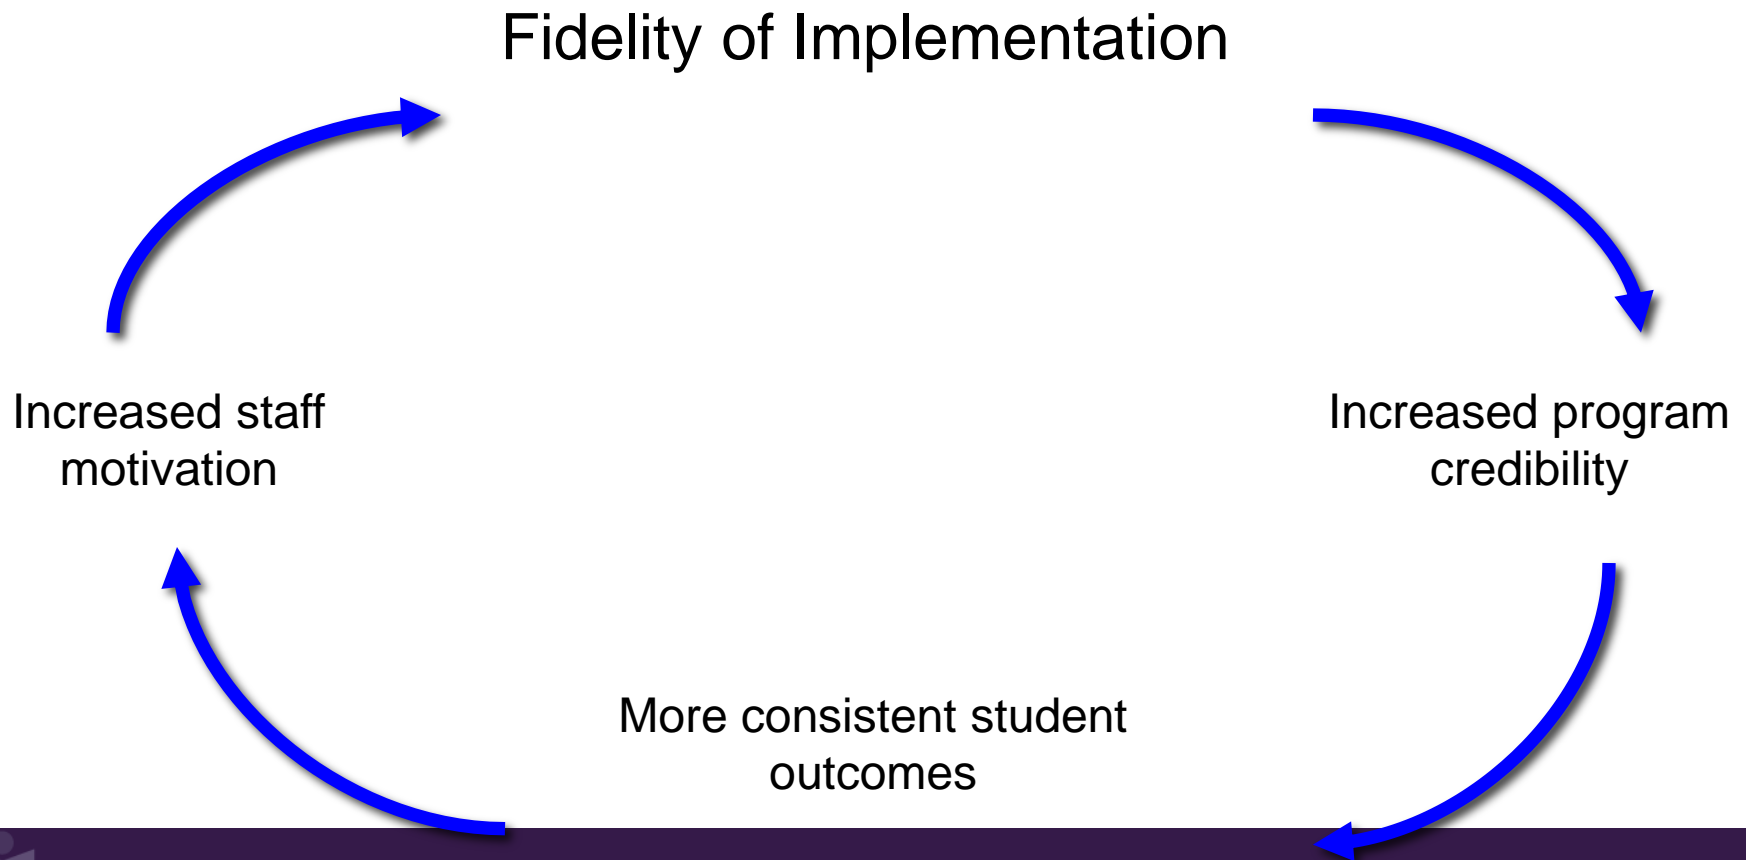 Fidelity of Implementation
Increased staff
motivation
Increased program
credibility
More consistent student
outcomes